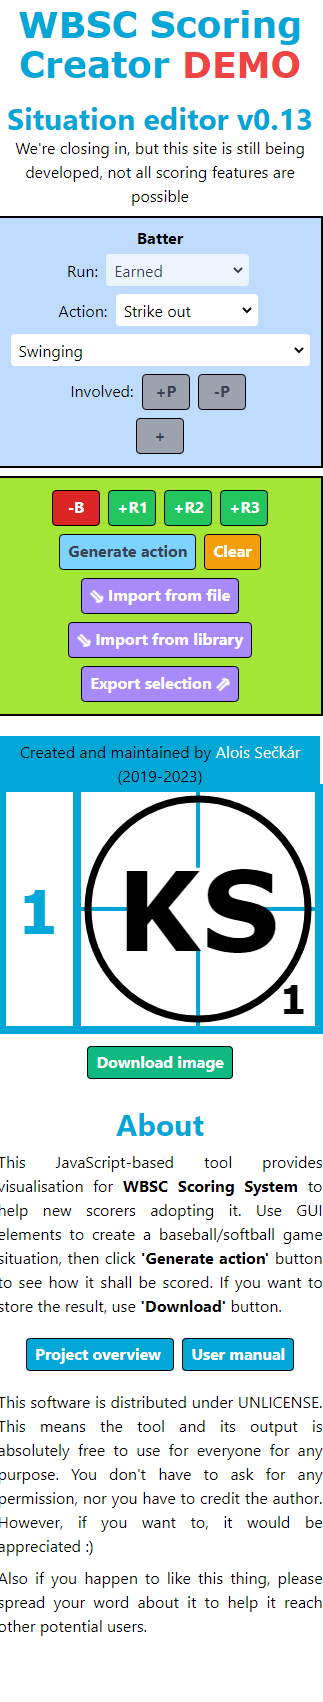 WBSC Scoring
Creator DEMO
Situation editor v0.13
We're closing in, but this site is still being
developed, not all scoring features are
possible
Batter
Run: Earned
Action: Strike out
Swinging
Involved: +P -P
+
-B +R1 +R2 +R3
Generate action Clear
⇘ Import from file
⇘ Import from library
Export selection ⇗
Created and maintained by Alois Sečkár
(2019-2023)
1 KS
1
Download image
About
This JavaScript-based tool provides
visualisation for WBSC Scoring System to
help new scorers adopting it. Use GUI
elements to create a baseball/softball game
situation, then click 'Generate action' button
to see how it shall be scored. If you want to
store the result, use 'Download' button.
Project overview User manual
This software is distributed under UNLICENSE.
This means the tool and its output is
absolutely free to use for everyone for any
purpose. You don't have to ask for any
permission, nor you have to credit the author.
However, if you want to, it would be
appreciated :)
Also if you happen to like this thing, please
spread your word about it to help it reach
other potential users.